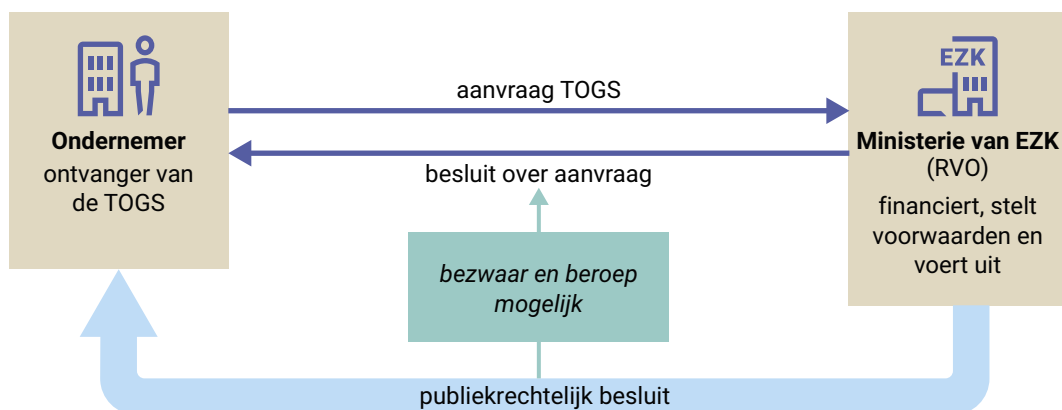 EZK
aanvraag TOGS
Ondernemer
ontvanger van
de TOGS
besluit over aanvraag
Ministerie van EZK
(RVO)
financiert, stelt
voorwaarden en
voert uit
bezwaar en beroep
mogelijk
publiekrechtelijk besluit